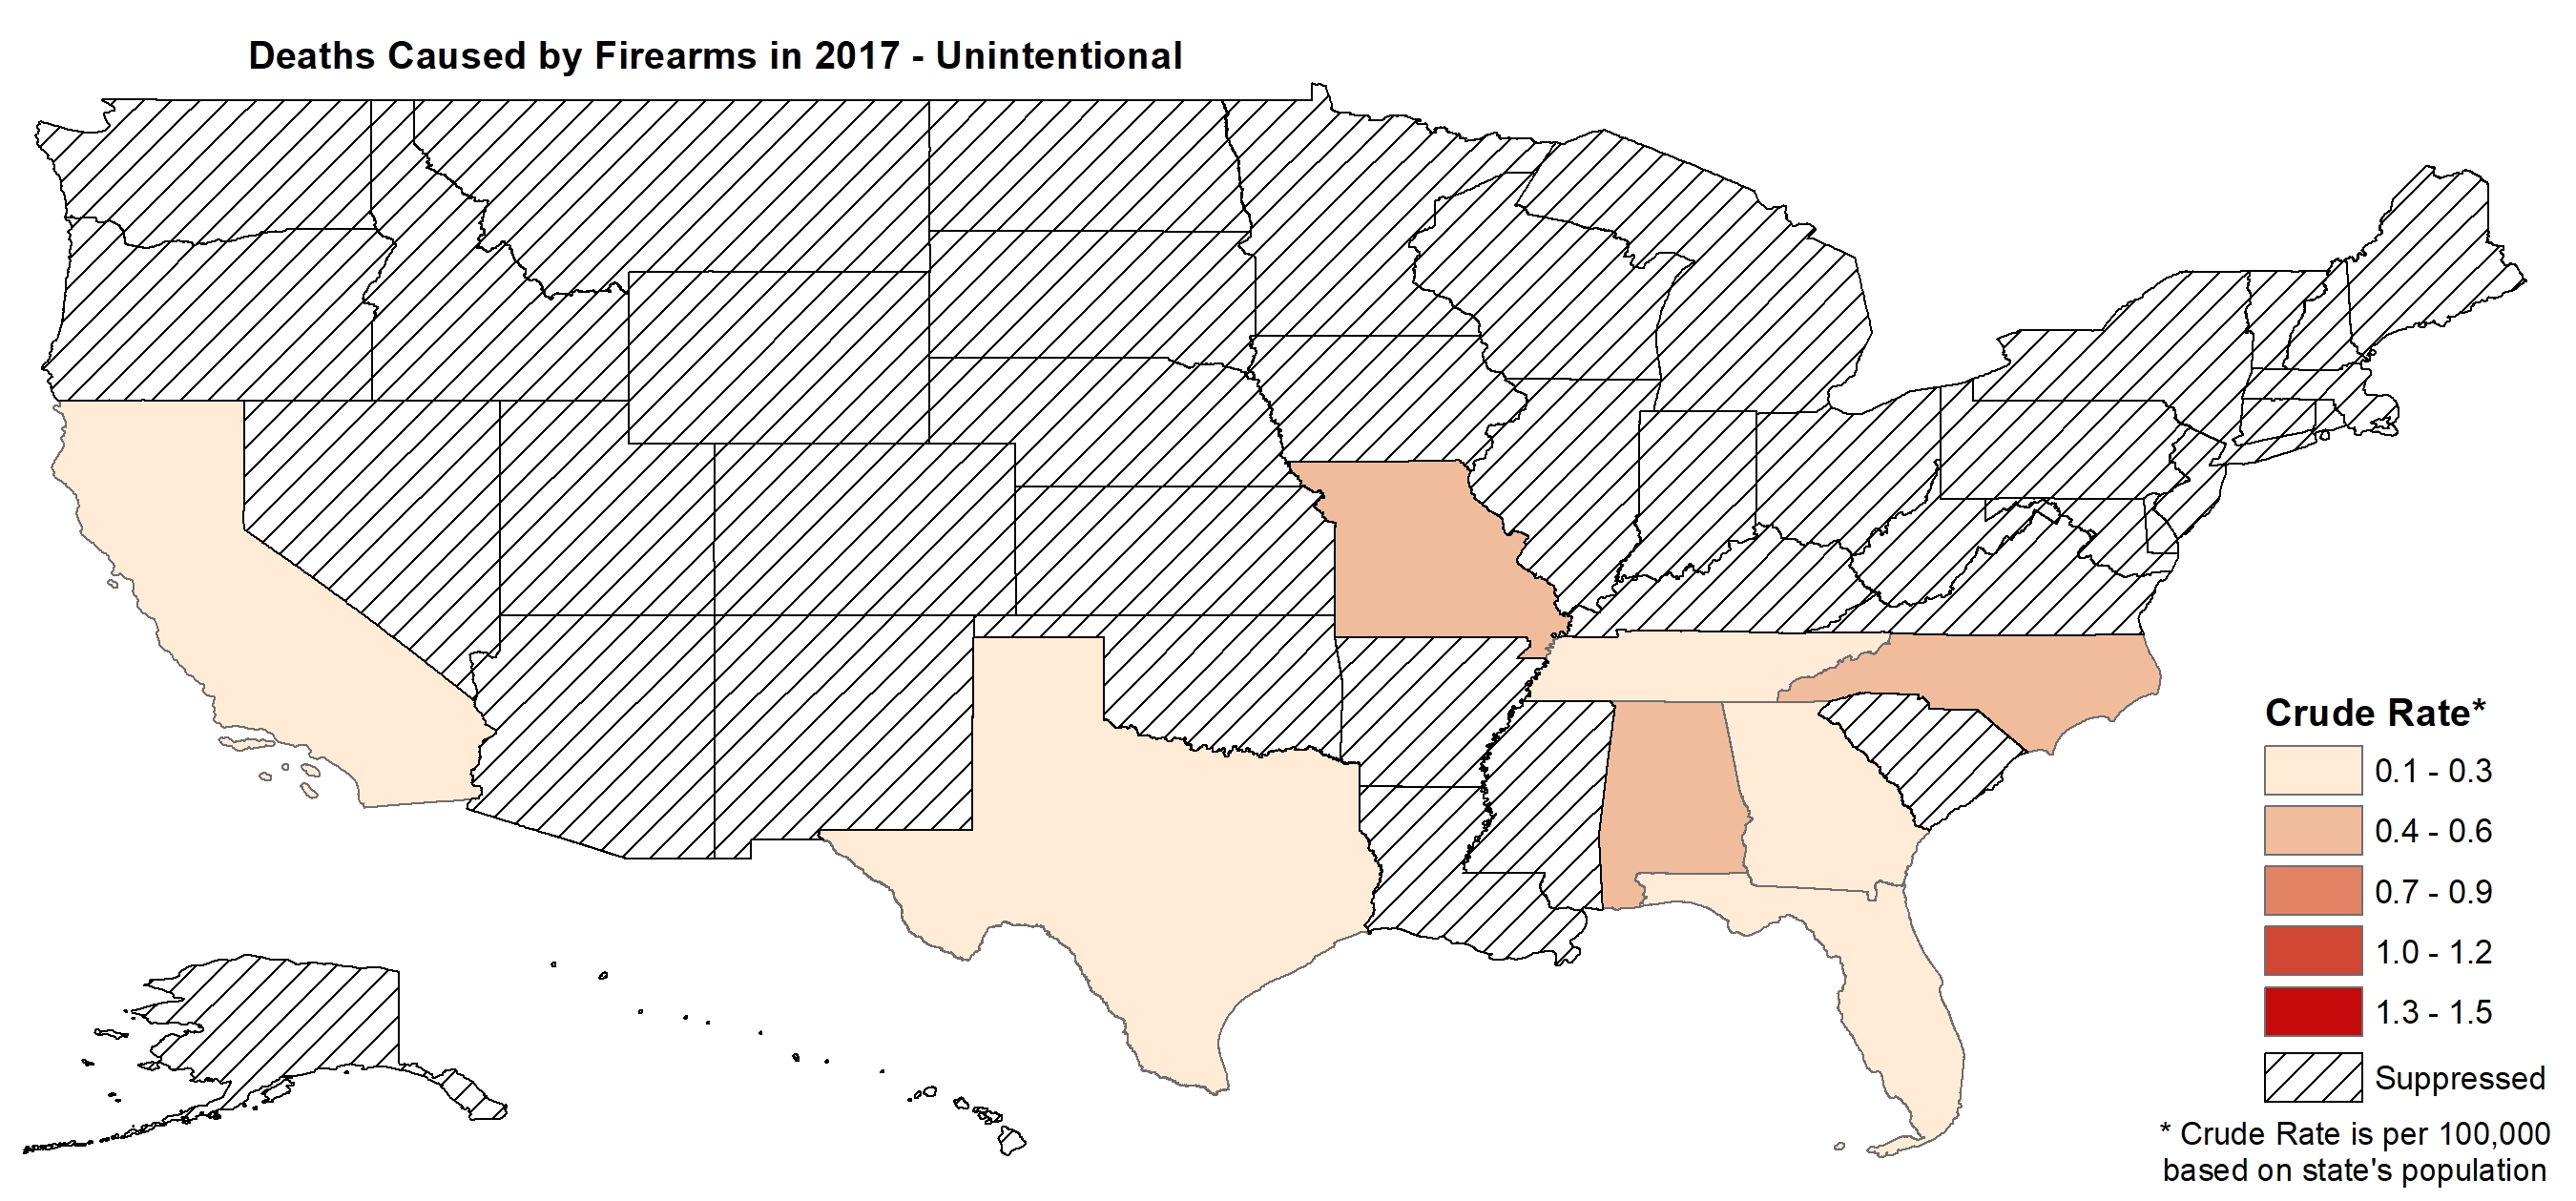 Deaths Caused by Firearms in 2017 - Unintentional
Crude Rate*
0.1 - 0.3
0.4 - 0.6
0.7 - 0.9
1.0 - 1.2
1.3 - 1.5
Suppressed
* Crude Rate is per 100,000
based on state's population